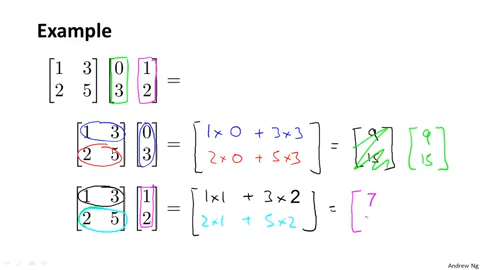 Example
1 3 0 1
2 5 3 2 =
1 3 0 = 1×0 + 3×3 = 9 9
2 5 3 2×0 + 5×3 15 15
1 3 1 = 1×1 + 3×2 = 7
2 5 2 2×1 + 5×2
Andrew Ng